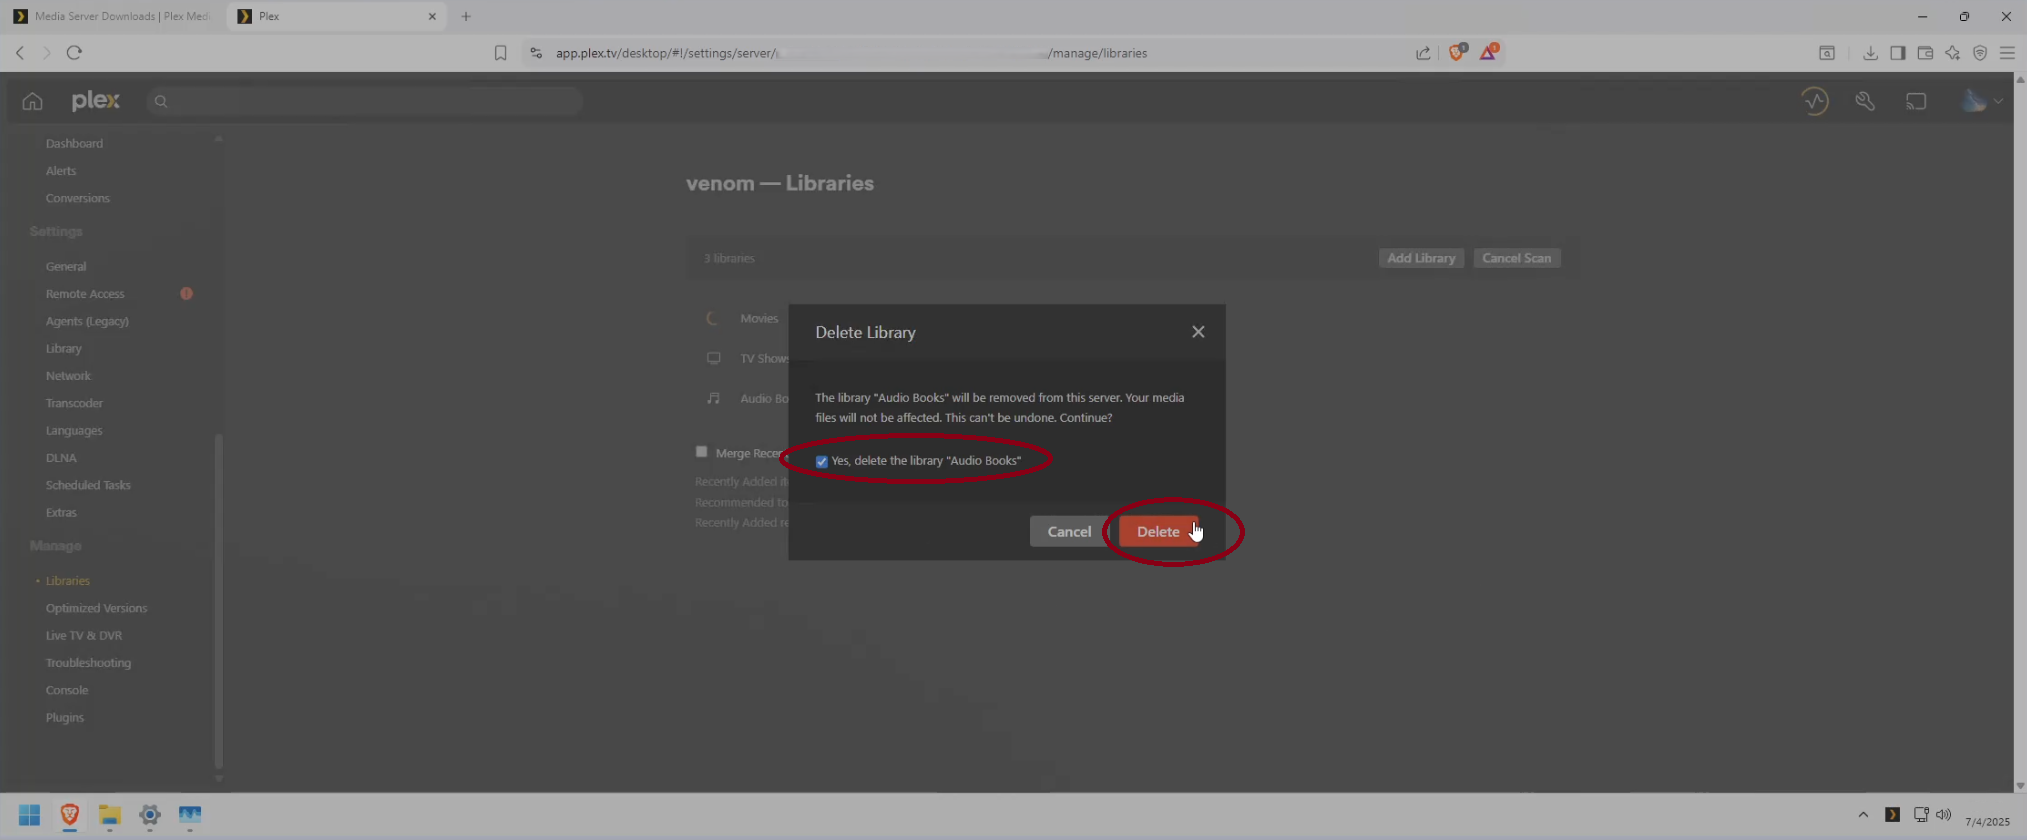 Media Server Downloads | Plex Medi
Plex
app.plex.tv/desktop/#!/settings/server/
/manage/libraries
plex
Dashboard
Alerts
Conversions
Settings
General
Remote Access
Agents (Legacy)
Library
Network
Transcoder
Languages
DLNA
Scheduled Tasks
Extras
Manage
Libraries
Optimized Versions
Live TV & DVR
Troubleshooting
Console
Plugins
venom — Libraries
3 libraries
Add Library
Cancel Scan
Movies
TV Shows
Audio Bo
Merge Recen
Recently Added it
Recommended fo
Recently Added re
Delete Library
The library "Audio Books" will be removed from this server. Your media
files will not be affected. This can't be undone. Continue?
Yes, delete the library "Audio Books"
Cancel
Delete
7/4/2025